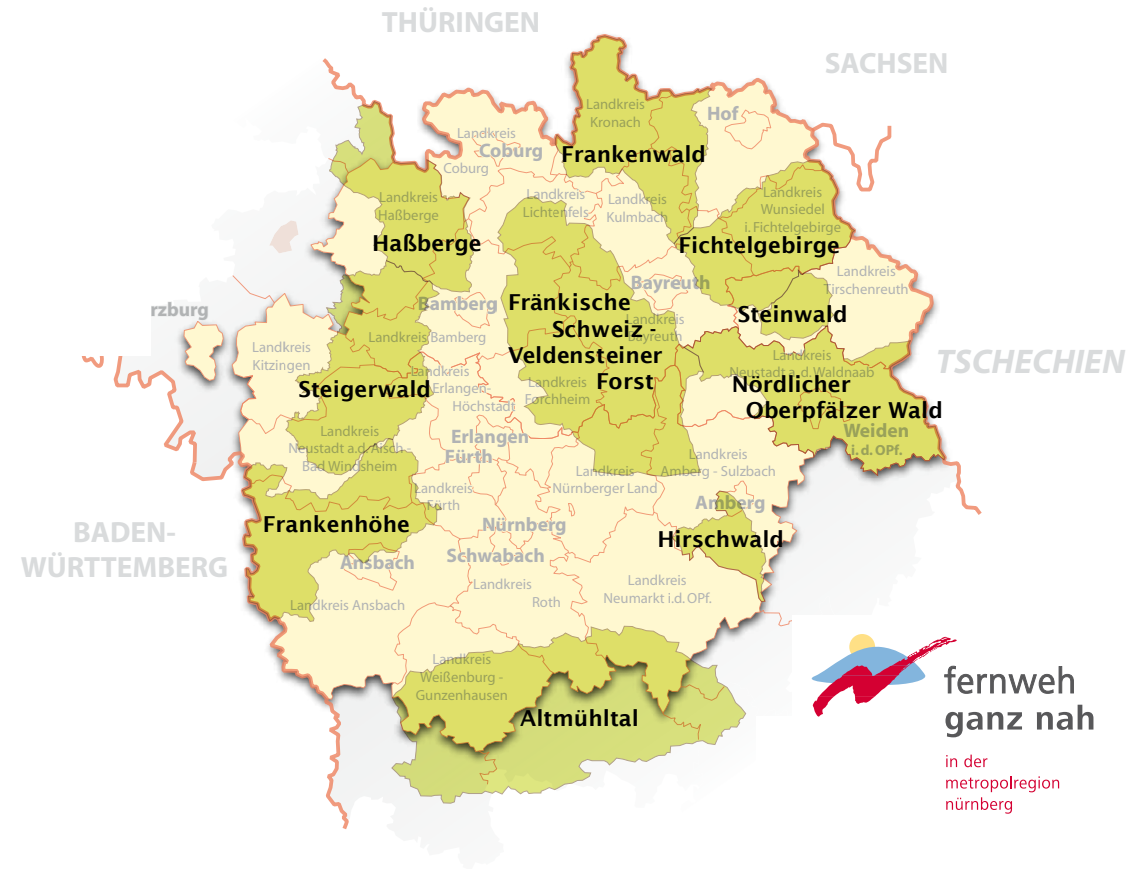 THÜRINGEN
SACHSEN
Landkreis
Kronach
Hof
Landkreis
Coburg
Coburg
Frankenwald
Landkreis
Haßberge
Haßberge
Landkreis
Lichtenfels
Landkreis
Kulmbach
Landkreis
Wunsiedel
i. Fichtelgebirge
Fichtelgebirge
Landkreis
Tirschenreuth
Bayreuth
Bamberg
Fränkische
Schweiz -
Veldensteiner
Forst
Landkreis
Bayreuth
Steinwald
rzburg
Landkreis
Kitzingen
Landkreis Bamberg
TSCHECHIEN
Landkreis
Neustadt a. d. Waldnaab
Nördlicher
Oberpfälzer Wald
Weiden
i. d. OPf.
Steigerwald
Landkreis
Erlangen-
Höchstadt
Landkreis
Forchheim
Landkreis
Neustadt a.d. Aisch -
Bad Windsheim
Erlangen
Fürth
Landkreis
Amberg - Sulzbach
Landkreis
Nürnberger Land
Landkreis
Fürth
Amberg
Frankenhöhe
Nürnberg
Hirschwald
BADEN-
WÜRTTEMBERG
Ansbach
Schwabach
Landkreis Ansbach
Landkreis
Roth
Landkreis
Neumarkt i.d. OPf.
Landkreis
Weißenburg -
Gunzenhausen
Altmühltal
fernweh
ganz nah
in der
metropolregion
nürnberg